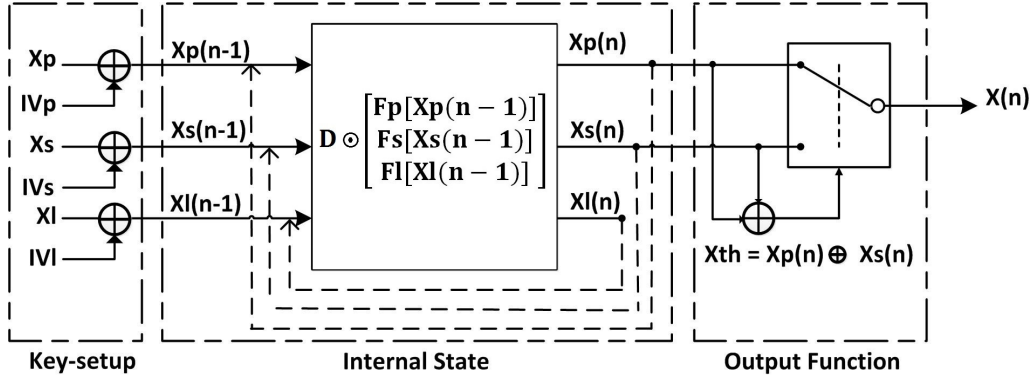 Xp
IVp
Xs
IVs
Xl
IVl
Key-setup
Xp(n-1)
Xs(n-1)
Xl(n-1)
D ⊙ [Fp[Xp(n − 1)]
Fs[Xs(n − 1)]
Fl[Xl(n − 1)]]
Xp(n)
Xs(n)
Xl(n)
Internal State
X(n)
Xth = Xp(n) ⊕ Xs(n)
Output Function